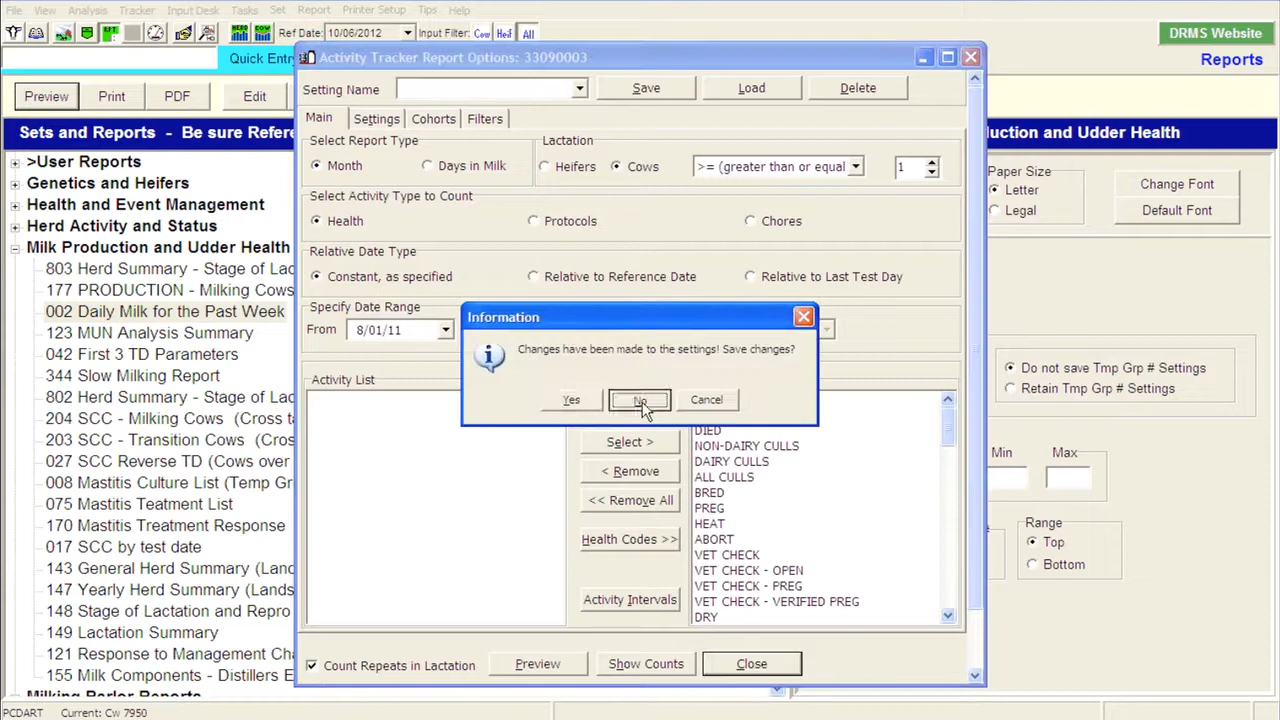 File View Analysis Tracker Input Desk Tasks Set Report Printer Setup Tips Help
Ref Date: 10/06/2012 Input Filter: Cow Heif All
DRMS Website
Quick Entry
Reports
Activity Tracker Report Options: 33090003
Setting Name Save Load Delete
Preview Print PDF Edit
Main Settings Cohorts Filters
Sets and Reports - Be sure Refere
duction and Udder Health
>User Reports
Genetics and Heifers
Health and Event Management
Herd Activity and Status
Milk Production and Udder Health
803 Herd Summary - Stage of Lac
177 PRODUCTION - Milking Cows
002 Daily Milk for the Past Week
123 MUN Analysis Summary
042 First 3 TD Parameters
344 Slow Milking Report
802 Herd Summary - Stage of Lac
204 SCC - Milking Cows (Cross ta
203 SCC - Transition Cows (Cross
027 SCC Reverse TD (Cows over
008 Mastitis Culture List (Temp Gr
075 Mastitis Teatment List
170 Mastitis Treatment Response
017 SCC by test date
143 General Herd Summary (Land
147 Yearly Herd Summary (Lands
148 Stage of Lactation and Repro
149 Lactation Summary
121 Response to Management Cha
155 Milk Components - Distillers E
Milking Parlor Reports
Select Report Type
Month Days in Milk
Lactation
Heifers Cows >= (greater than or equal 1
Select Activity Type to Count
Health Protocols Chores
Relative Date Type
Constant, as specified Relative to Reference Date Relative to Last Test Day
Specify Date Range
From 8/01/11
Information
Changes have been made to the settings! Save changes?
Yes No Cancel
Activity List
Select >
< Remove
<< Remove All
Health Codes >>
Activity Intervals
DIED
NON-DAIRY CULLS
DAIRY CULLS
ALL CULLS
BRED
PREG
HEAT
ABORT
VET CHECK
VET CHECK - OPEN
VET CHECK - PREG
VET CHECK - VERIFIED PREG
DRY
Count Repeats in Lactation Preview Show Counts Close
Paper Size
Letter
Legal
Change Font
Default Font
Do not save Tmp Grp # Settings
Retain Tmp Grp # Settings
Min Max
Range
Top
Bottom
PCDART Current: Cw 7950